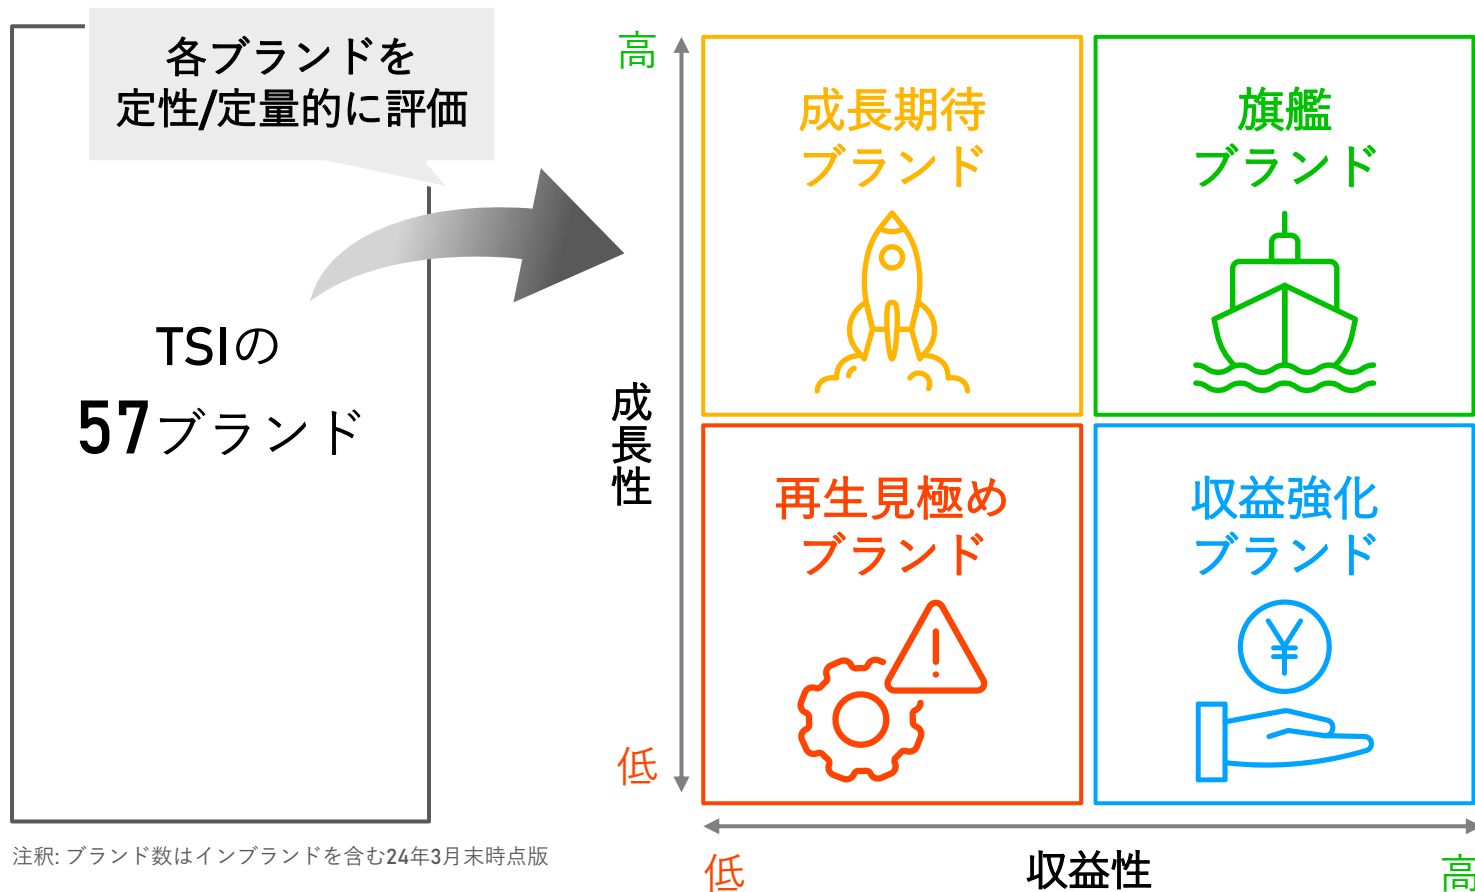 各ブランドを
定性/定量的に評価
TSIの
57ブランド
注釈: ブランド数はインブランドを含む24年3月末時点版
高
成長性
低
成長期待
ブランド
旗艦
ブランド
再生見極め
ブランド
収益強化
ブランド
¥
低
収益性
高